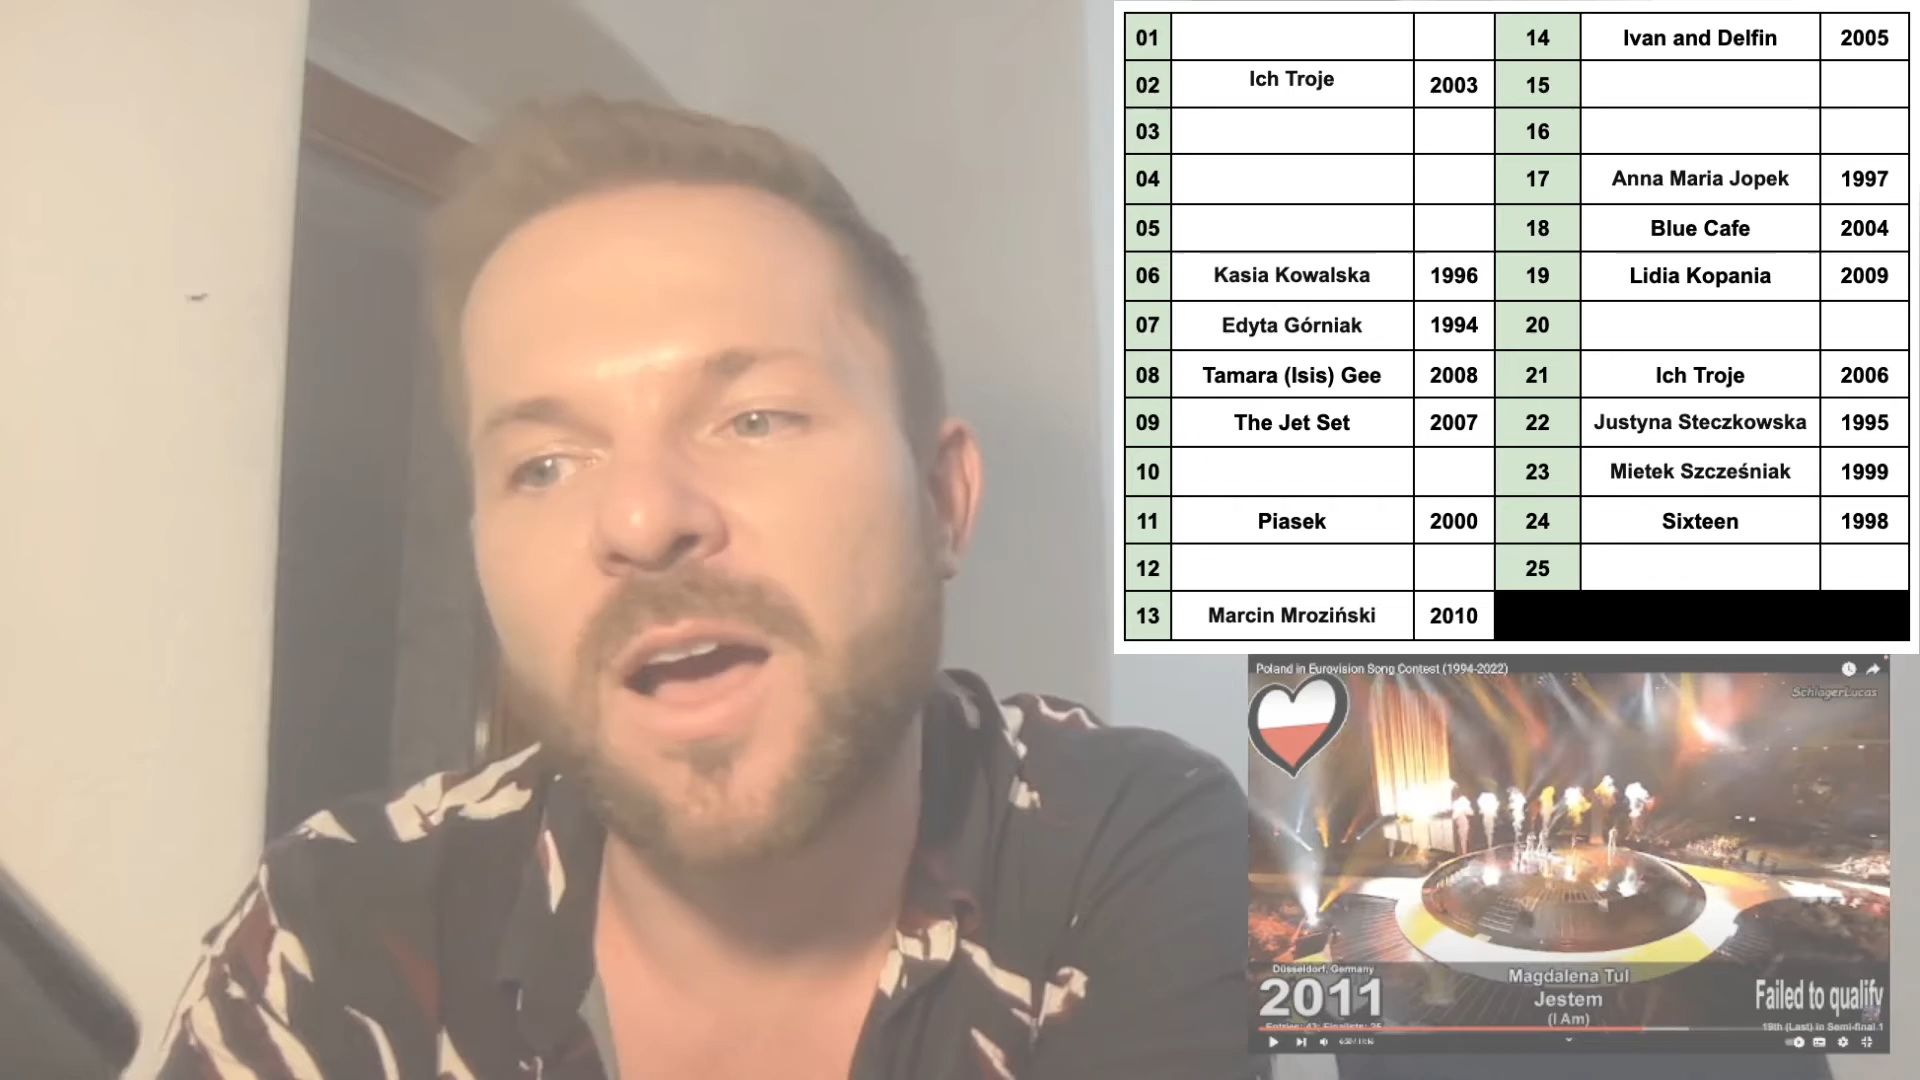 01
02 Ich Troje 2003
03
04
05
06 Kasia Kowalska 1996
07 Edyta Górniak 1994
08 Tamara (Isis) Gee 2008
09 The Jet Set 2007
10
11 Piasek 2000
12
13 Marcin Mroziński 2010
14 Ivan and Delfin 2005
15
16
17 Anna Maria Jopek 1997
18 Blue Cafe 2004
19 Lidia Kopania 2009
20
21 Ich Troje 2006
22 Justyna Steczkowska 1995
23 Mietek Szcześniak 1999
24 Sixteen 1998
25
Poland in Eurovision Song Contest (1994-2022)
SchlagerLucas
Düsseldorf, Germany
2011
Magdalena Tul
Jestem
(I Am)
Failed to qualify
19th (Last) in Semi-final 1